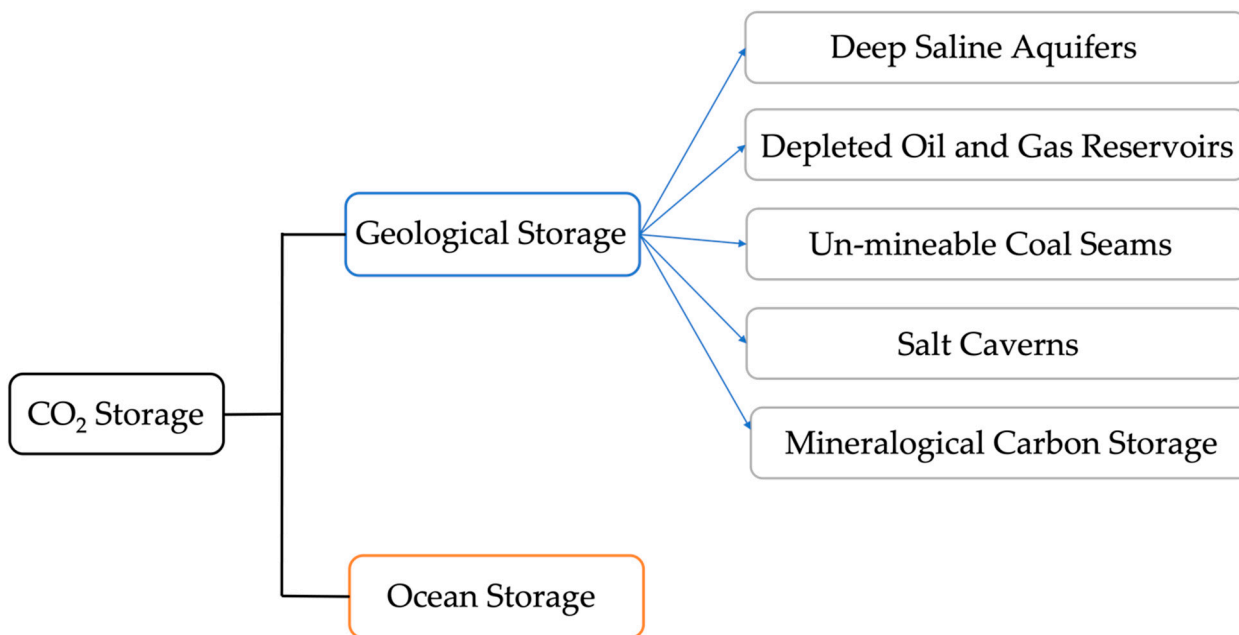 Deep Saline Aquifers
Depleted Oil and Gas Reservoirs
Geological Storage
Un-mineable Coal Seams
Salt Caverns
CO₂ Storage
Mineralogical Carbon Storage
Ocean Storage